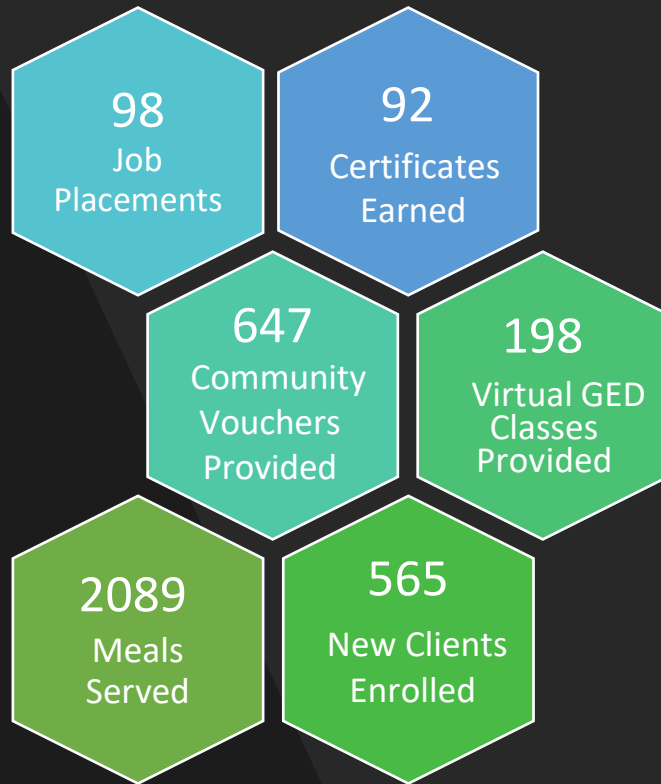 98
Job
Placements
92
Certificates
Earned
647
Community
Vouchers
Provided
198
Virtual GED
Classes
Provided
2089
Meals
Served
565
New Clients
Enrolled